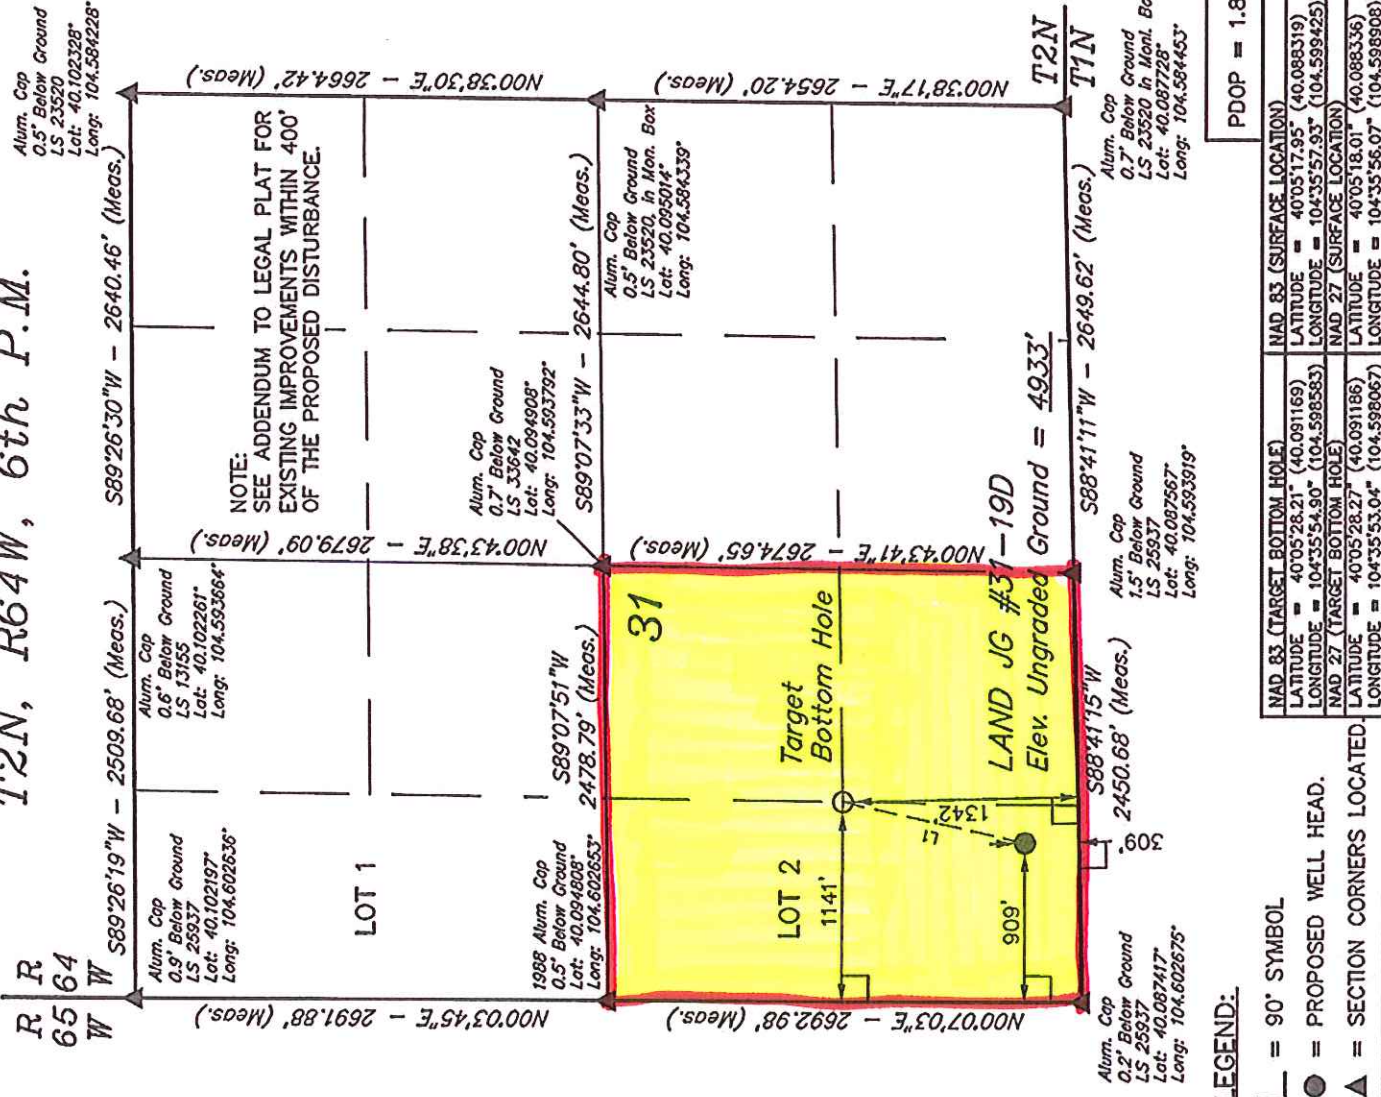 T2N, R64W, 6th P.M.
R R
65 64
W W
S89°26'19"W - 2509.68' (Meas.)
S89°26'30"W - 2640.46' (Meas.)
Alum. Cap
0.5' Below Ground
LS 23520
Lat: 40.102328°
Long: 104.584228°
Alum. Cap
0.9' Below Ground
LS 25937
Lat: 40.102197°
Long: 104.602636°
Alum. Cap
0.6' Below Ground
LS 13155
Lat: 40.102261°
Long: 104.593664°
NOTE:
SEE ADDENDUM TO LEGAL PLAT FOR
EXISTING IMPROVEMENTS WITHIN 400'
OF THE PROPOSED DISTURBANCE.
N00°03'45"E - 2691.88' (Meas.)
LOT 1
N00°43'38"E - 2679.09' (Meas.)
N00°38'30"E - 2664.42' (Meas.)
1988 Alum. Cap
0.5' Below Ground
Lat: 40.094808°
Long: 104.602653°
S89°07'51"W
2478.79' (Meas.)
Alum. Cap
0.7' Below Ground
LS 33642
Lat: 40.094908°
Long: 104.593792°
S89°07'33"W - 2644.80' (Meas.)
Alum. Cap
0.5' Below Ground
LS 23520, in Mon. Box
Lat: 40.095014°
Long: 104.584339°
31
N00°07'03"E - 2692.98' (Meas.)
N00°43'41"E - 2674.65' (Meas.)
N00°38'17"E - 2654.20' (Meas.)
Target
Bottom Hole
LOT 2
1141'
1342'
L1
909'
309'
LAND JG #31-19D
Elev. Ungraded Ground = 4933'
S88°41'15"W
2450.68' (Meas.)
S88°41'11"W - 2649.62' (Meas.)
T2N
T1N
Alum. Cap
0.2' Below Ground
LS 25937
Lat: 40.087417°
Long: 104.602675°
Alum. Cap
1.5' Below Ground
LS 25937
Lat: 40.087567°
Long: 104.593919°
Alum. Cap
0.7' Below Ground
LS 23520 in Monl. Bo
Lat: 40.087728°
Long: 104.584453°
PDOP = 1.8
LEGEND:
= 90° SYMBOL
= PROPOSED WELL HEAD.
= SECTION CORNERS LOCATED.
NAD 83 (TARGET BOTTOM HOLE)
LATITUDE = 40°05'28.21" (40.091169)
LONGITUDE = 104°35'54.90" (104.598583)
NAD 27 (TARGET BOTTOM HOLE)
LATITUDE = 40°05'28.27" (40.091186)
LONGITUDE = 104°35'53.04" (104.598067)
NAD 83 (SURFACE LOCATION)
LATITUDE = 40°05'17.95" (40.088319)
LONGITUDE = 104°35'57.93" (104.599425)
NAD 27 (SURFACE LOCATION)
LATITUDE = 40°05'18.01" (40.088336)
LONGITUDE = 104°35'56.07" (104.598908)